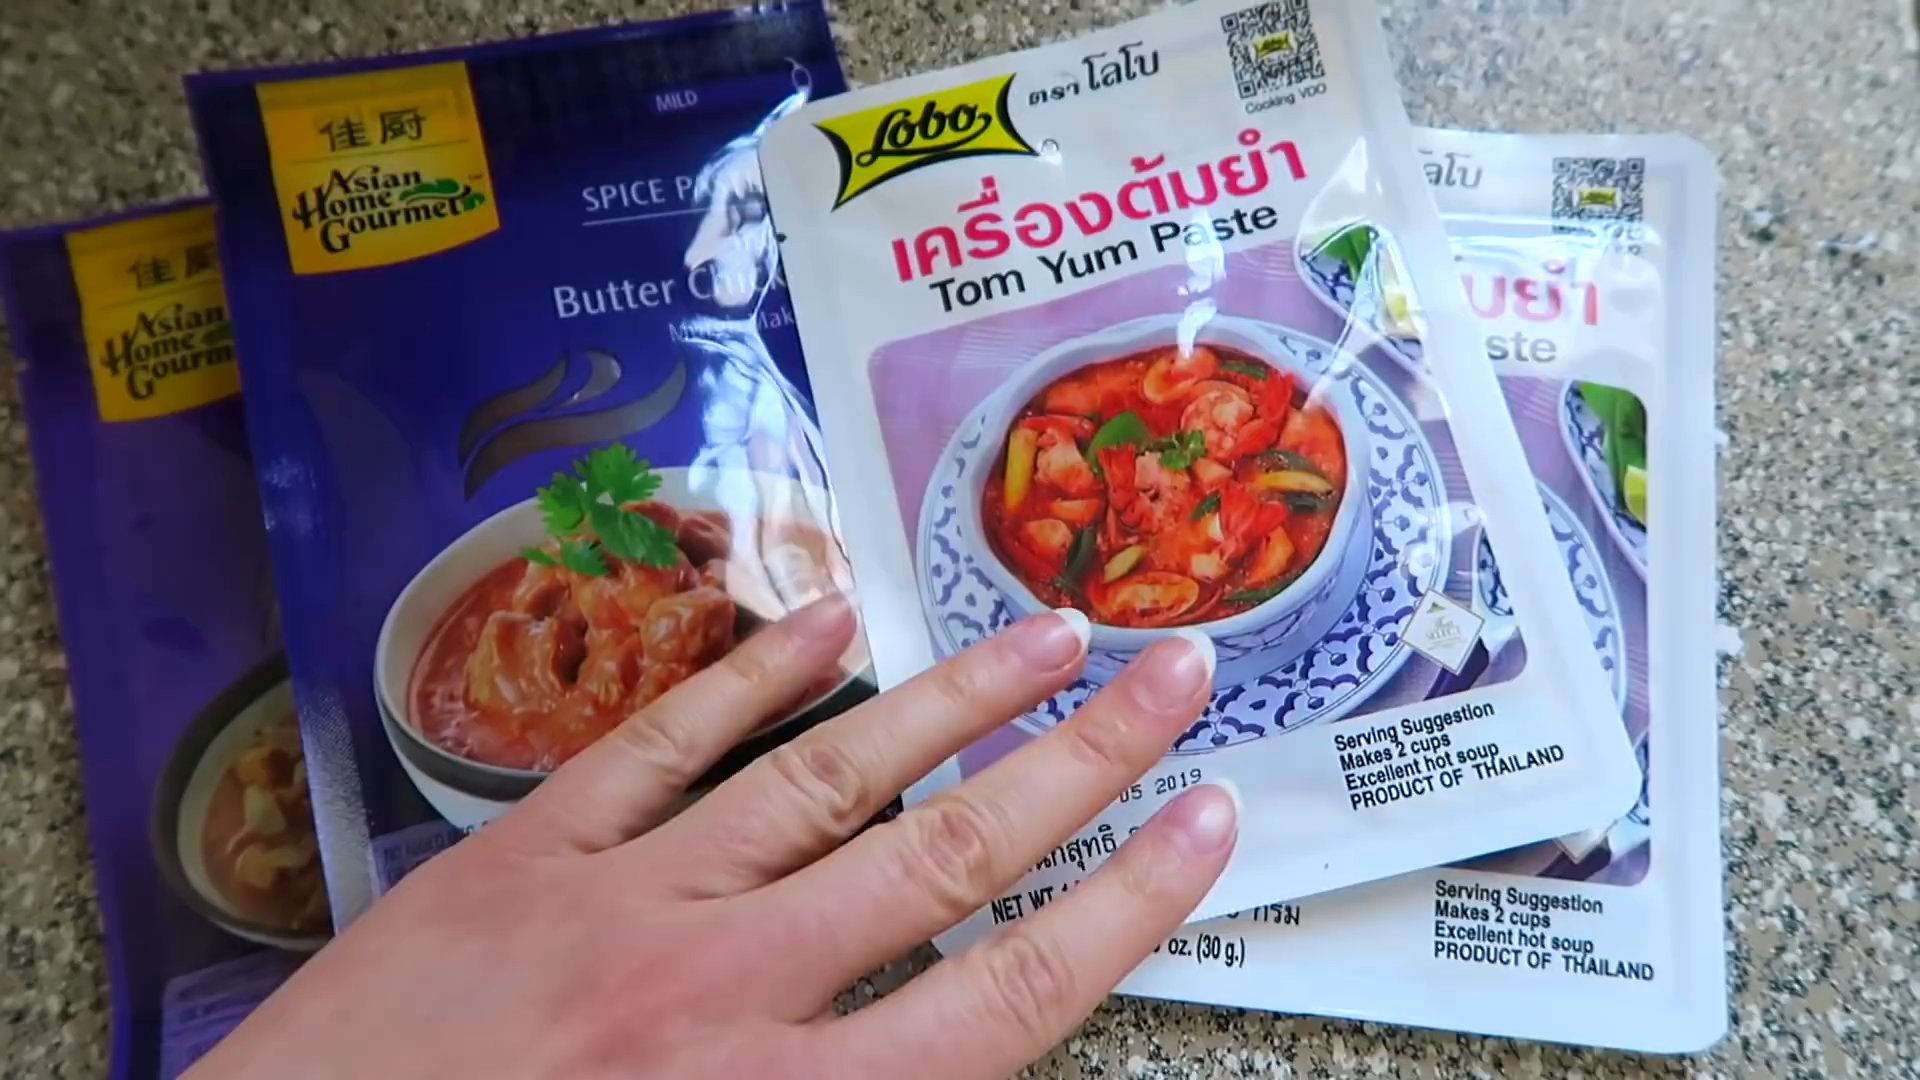 佳厨
Asian
Home
Gourmet
MILD
SPICE
Butter
佳厨
Asian
Home
Lobo
ตรา โลโบ
Cooking VDO
เครื่องต้มยำ
Tom Yum Paste
Serving Suggestion
Makes 2 cups
Excellent hot soup
PRODUCT OF THAILAND
05 2019
NET WT
โลโบ
มยำ
ste
กรัม
oz. (30 g.)
Serving Suggestion
Makes 2 cups
Excellent hot soup
PRODUCT OF THAILAND